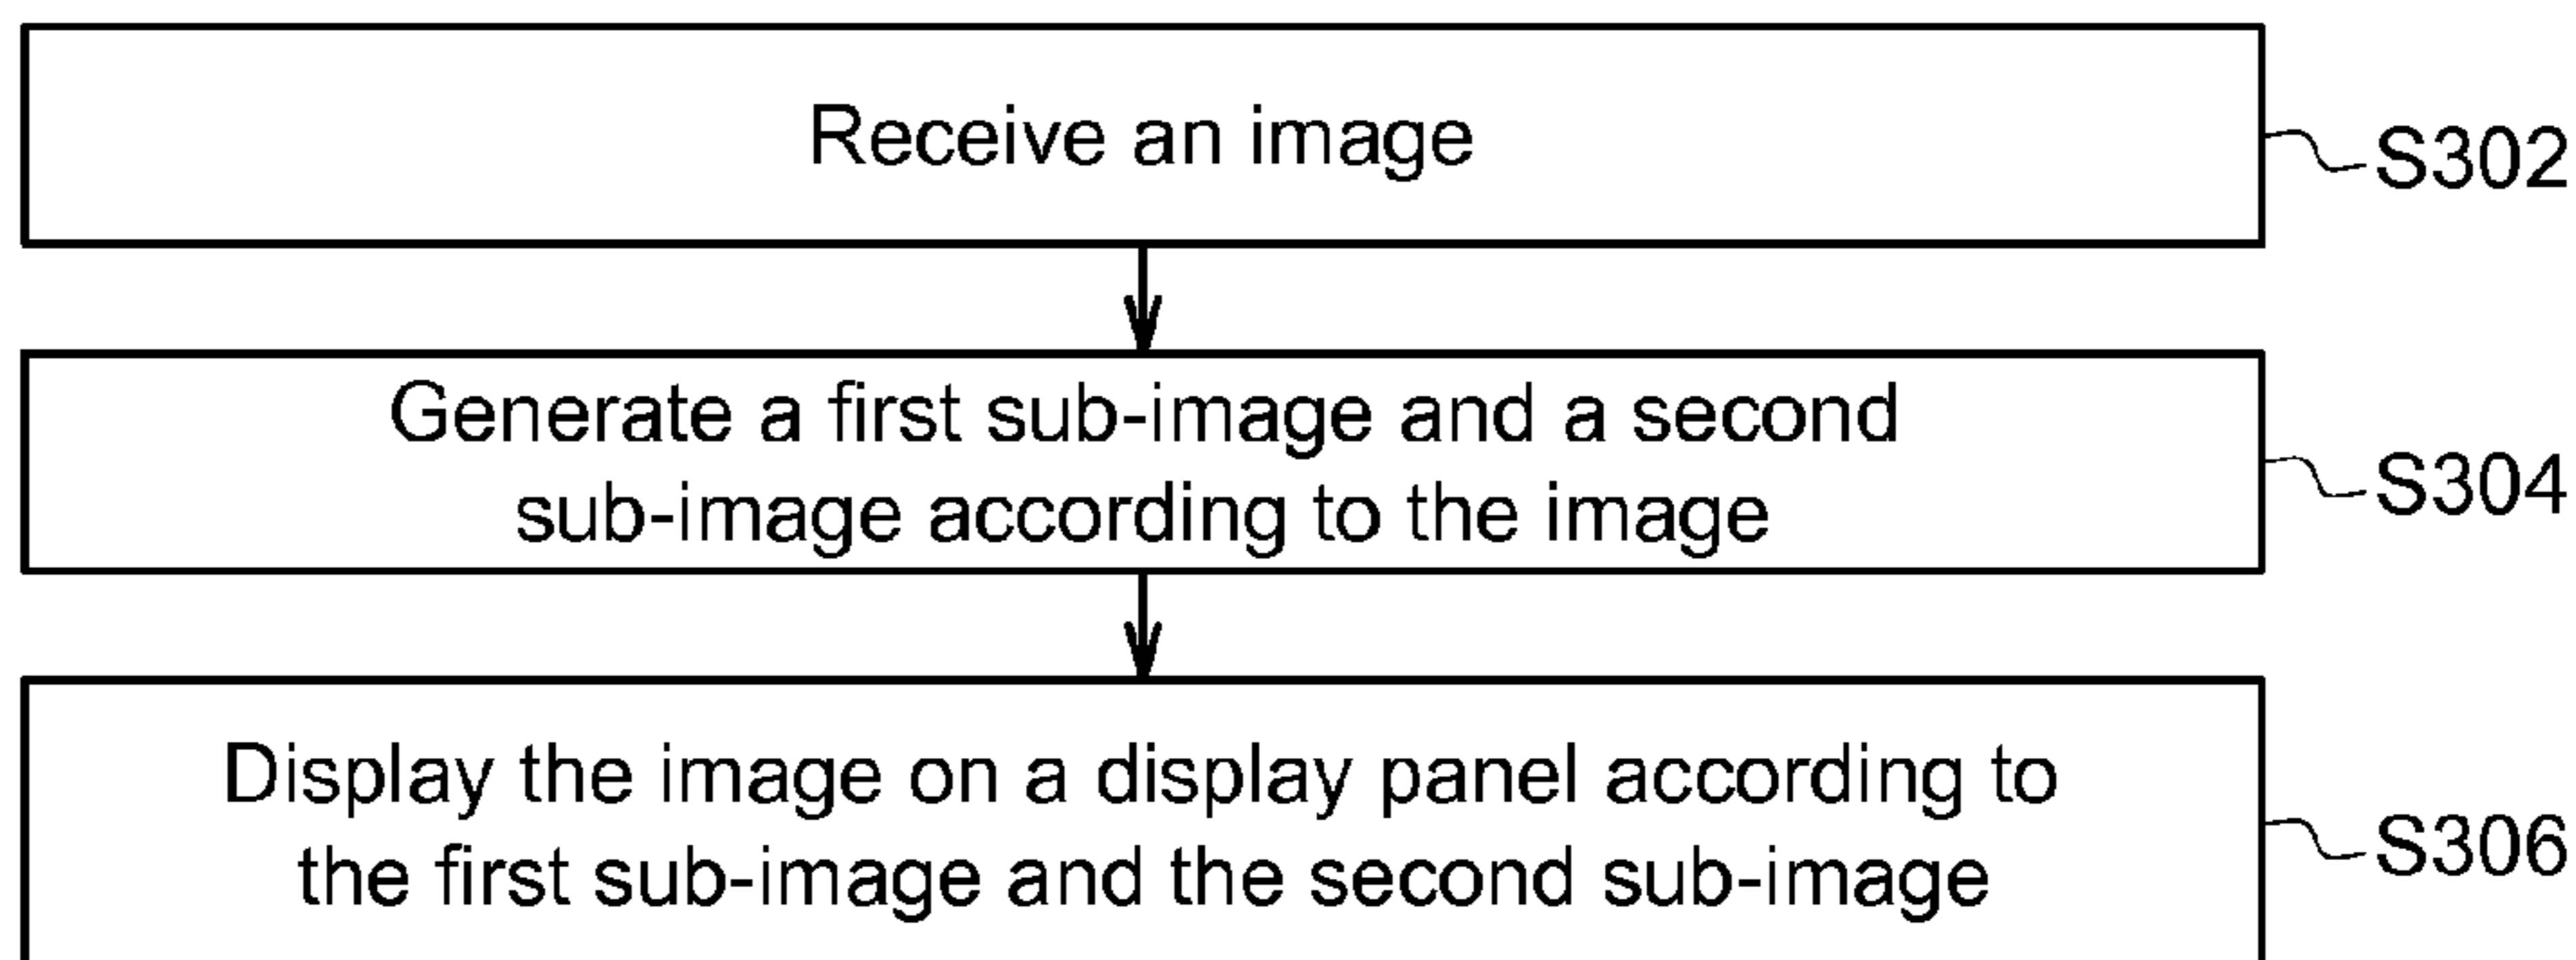 Receive an image
S302
Generate a first sub-image and a second
sub-image according to the image
S304
Display the image on a display panel according to
the first sub-image and the second sub-image
S306